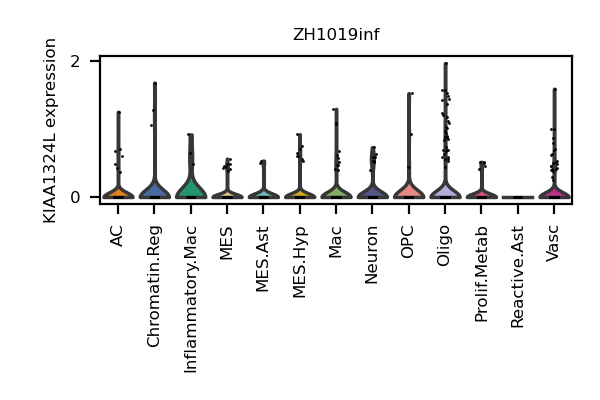 ZH1019inf
KIAA1324L expression
2
0
AC
Chromatin.Reg
Inflammatory.Mac
MES
MES.Ast
MES.Hyp
Mac
Neuron
OPC
Oligo
Prolif.Metab
Reactive.Ast
Vasc